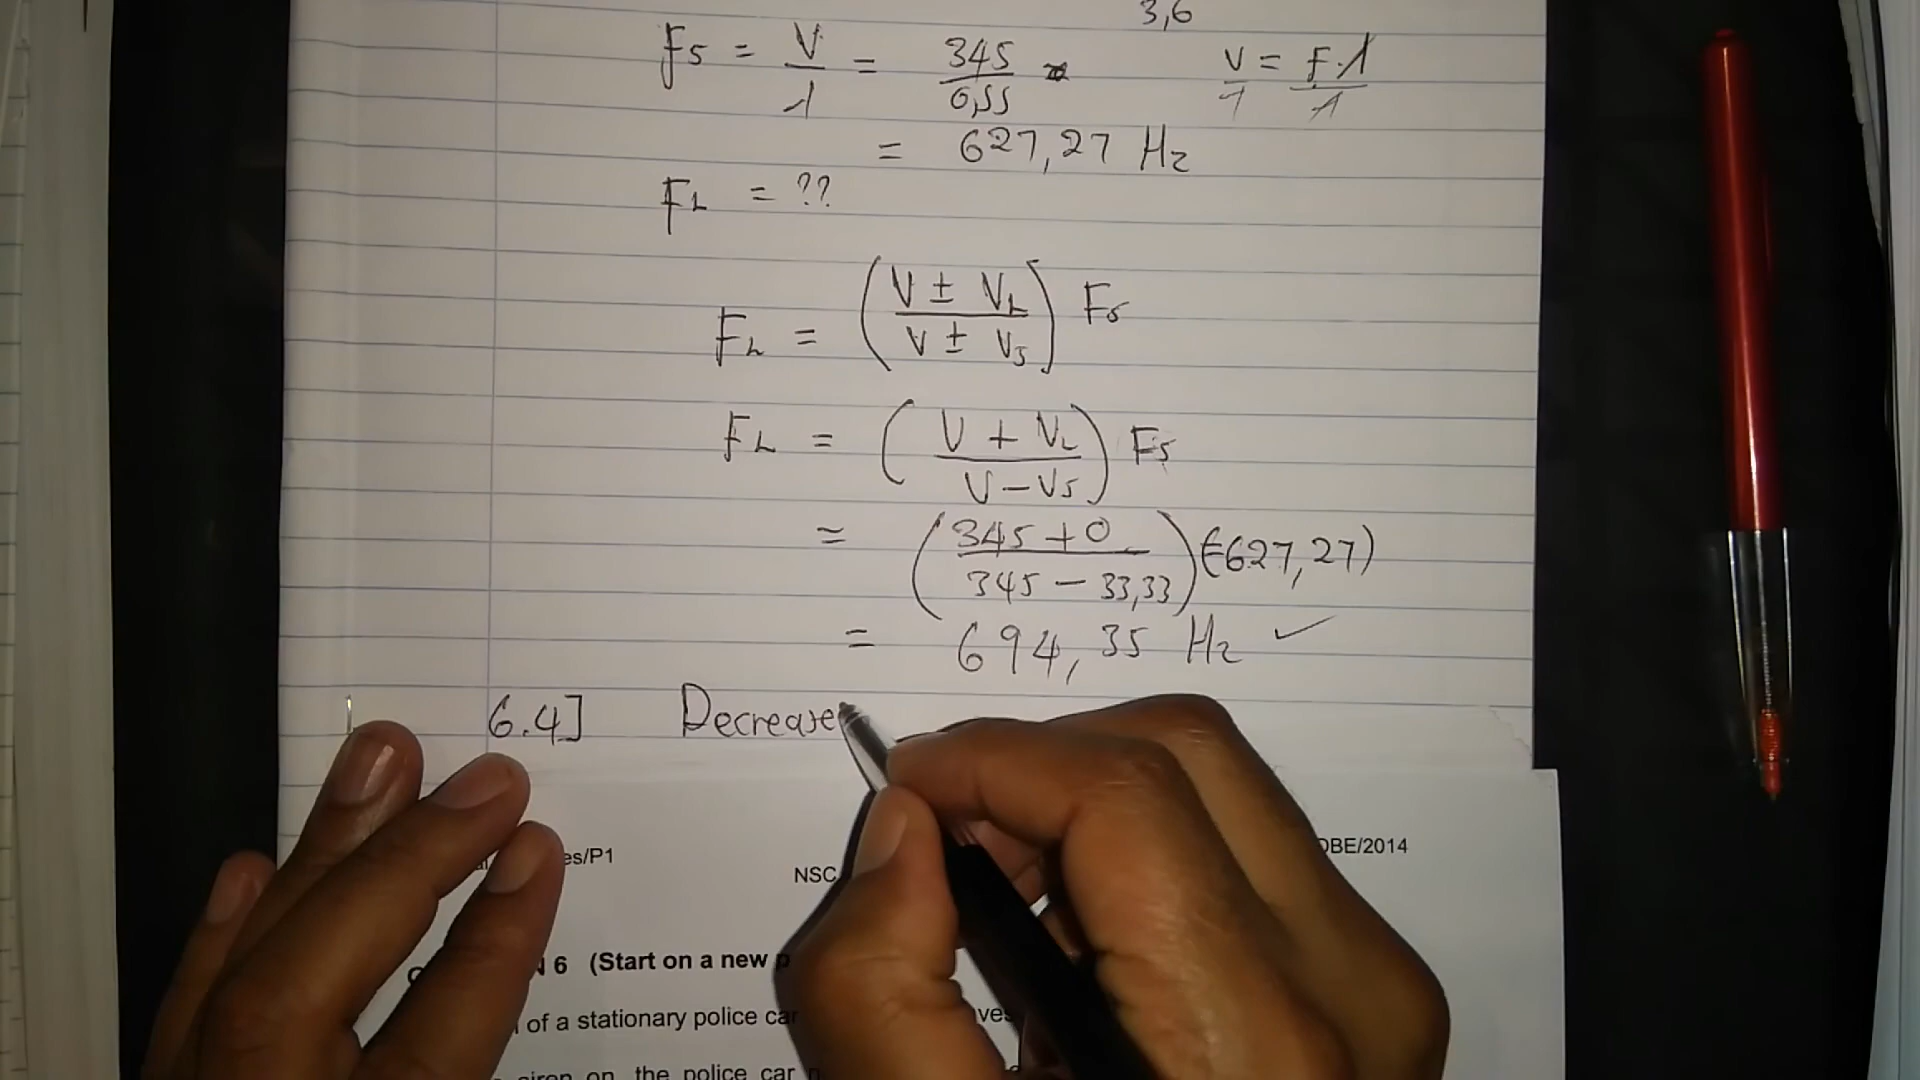 3,6
Fs = V/λ = 345/0,55
V/λ = F.λ/λ
= 627,27 Hz
FL = ??
FL = (V ± VL / V ± Vs) Fs
FL = (V + VL / V - Vs) Fs
= (345 + 0 / 345 - 33,33)(627,27)
= 694,35 Hz ✓
6.4] Decrease
es/P1
NSC
DBE/2014
N 6 (Start on a new p
of a stationary police car
siren on the police car